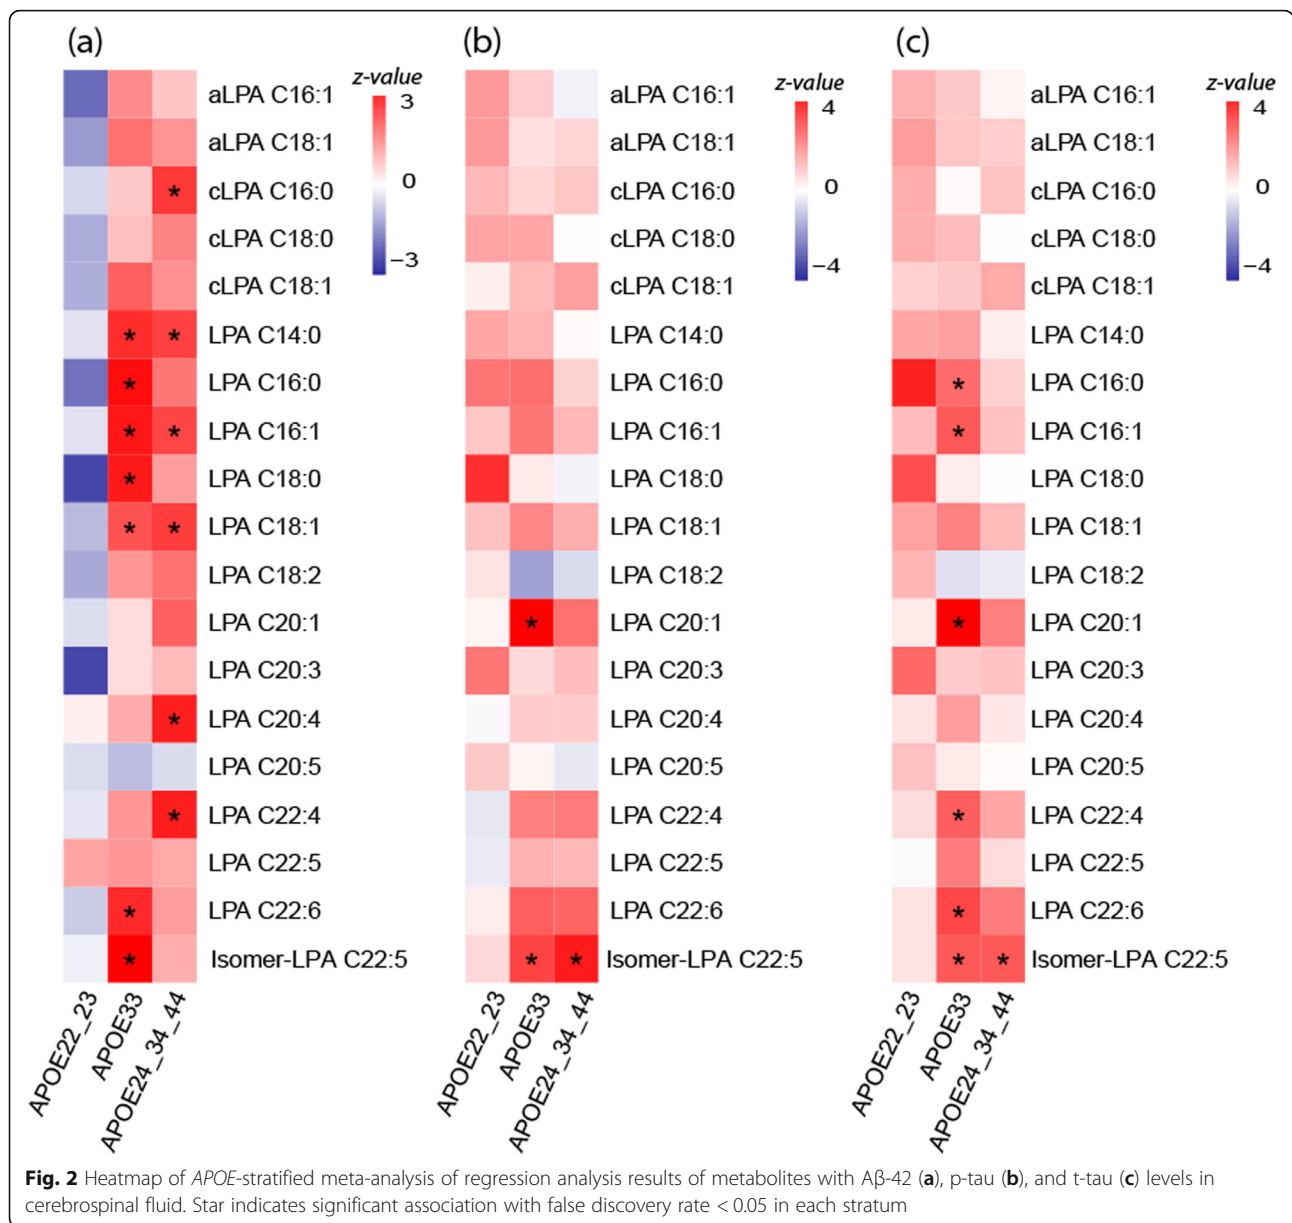 (a)
z-value
3
0
−3
aLPA C16:1
aLPA C18:1
cLPA C16:0
cLPA C18:0
cLPA C18:1
LPA C14:0
LPA C16:0
LPA C16:1
LPA C18:0
LPA C18:1
LPA C18:2
LPA C20:1
LPA C20:3
LPA C20:4
LPA C20:5
LPA C22:4
LPA C22:5
LPA C22:6
Isomer-LPA C22:5
*
* *
*
* *
*
* *
*
*
*
*
APOE22_23
APOE33
APOE24_34_44
(b)
z-value
4
0
−4
aLPA C16:1
aLPA C18:1
cLPA C16:0
cLPA C18:0
cLPA C18:1
LPA C14:0
LPA C16:0
LPA C16:1
LPA C18:0
LPA C18:1
LPA C18:2
LPA C20:1
LPA C20:3
LPA C20:4
LPA C20:5
LPA C22:4
LPA C22:5
LPA C22:6
Isomer-LPA C22:5
*
* *
APOE22_23
APOE33
APOE24_34_44
(c)
z-value
4
0
−4
aLPA C16:1
aLPA C18:1
cLPA C16:0
cLPA C18:0
cLPA C18:1
LPA C14:0
LPA C16:0
LPA C16:1
LPA C18:0
LPA C18:1
LPA C18:2
LPA C20:1
LPA C20:3
LPA C20:4
LPA C20:5
LPA C22:4
LPA C22:5
LPA C22:6
Isomer-LPA C22:5
*
*
*
*
*
* *
APOE22_23
APOE33
APOE24_34_44
Fig. 2 Heatmap of APOE-stratified meta-analysis of regression analysis results of metabolites with Aβ-42 (a), p-tau (b), and t-tau (c) levels in
cerebrospinal fluid. Star indicates significant association with false discovery rate < 0.05 in each stratum